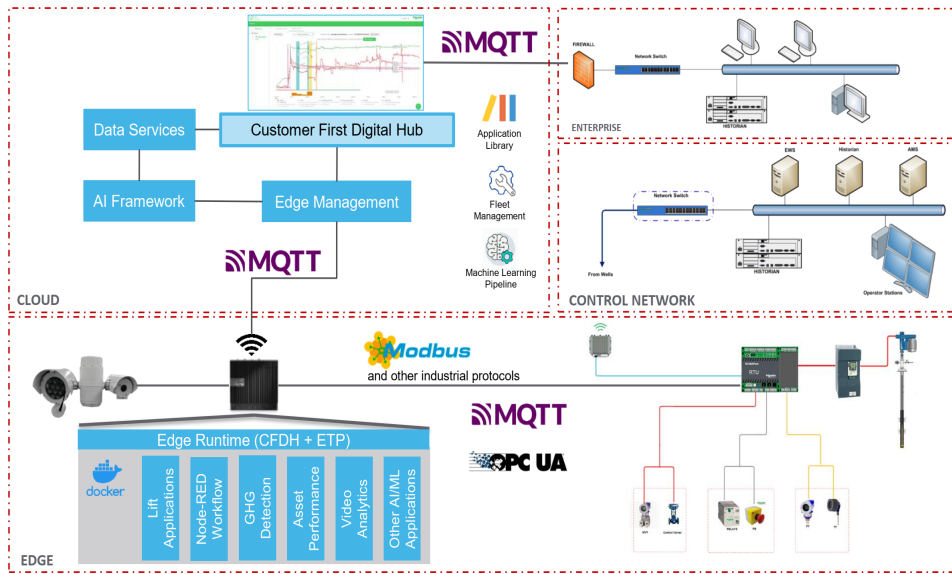 MQTT
Data Services
Customer First Digital Hub
AI Framework
Edge Management
Application
Library
Fleet
Management
Machine Learning
Pipeline
MQTT
CLOUD
FIREWALL
Network Switch
HISTORIAN
ENTERPRISE
EWS
Historian
AMS
Network Switch
From Wells
HISTORIAN
Operator Stations
CONTROL NETWORK
Modbus
and other industrial protocols
MQTT
OPC UA
RTU
Edge Runtime (CFDH + ETP)
docker
Lift
Applications
Node-RED
Workflow
GHG
Detection
Asset
Performance
Video
Analytics
Other AI/ML
Applications
EDGE